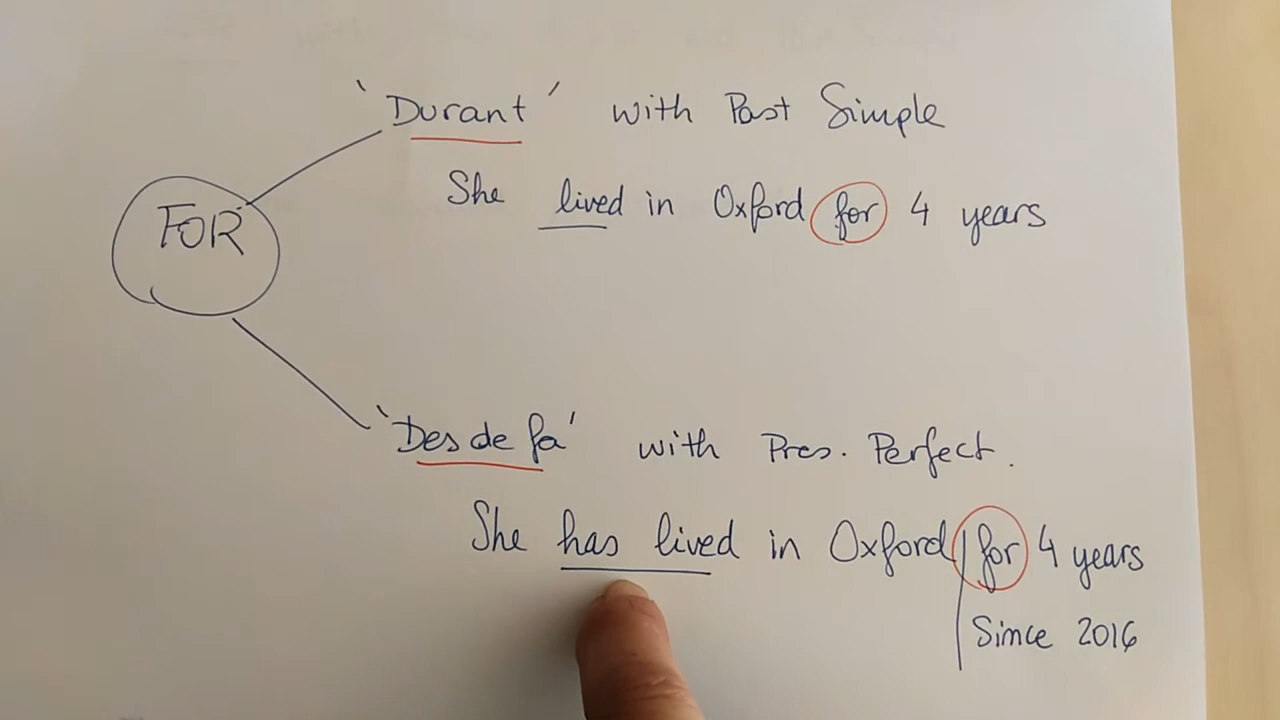 'Durant' with Past Simple
She lived in Oxford for 4 years
FOR
'Des de fa' with Pres. Perfect.
She has lived in Oxford for 4 years
Since 2016